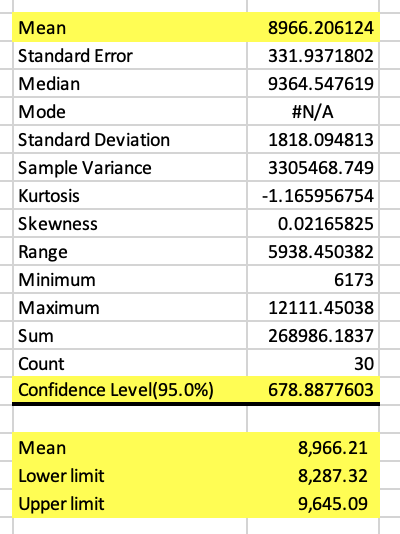 Mean 8966.206124
Standard Error 331.9371802
Median 9364.547619
Mode #N/A
Standard Deviation 1818.094813
Sample Variance 3305468.749
Kurtosis -1.165956754
Skewness 0.02165825
Range 5938.450382
Minimum 6173
Maximum 12111.45038
Sum 268986.1837
Count 30
Confidence Level(95.0%) 678.8877603
Mean 8,966.21
Lower limit 8,287.32
Upper limit 9,645.09